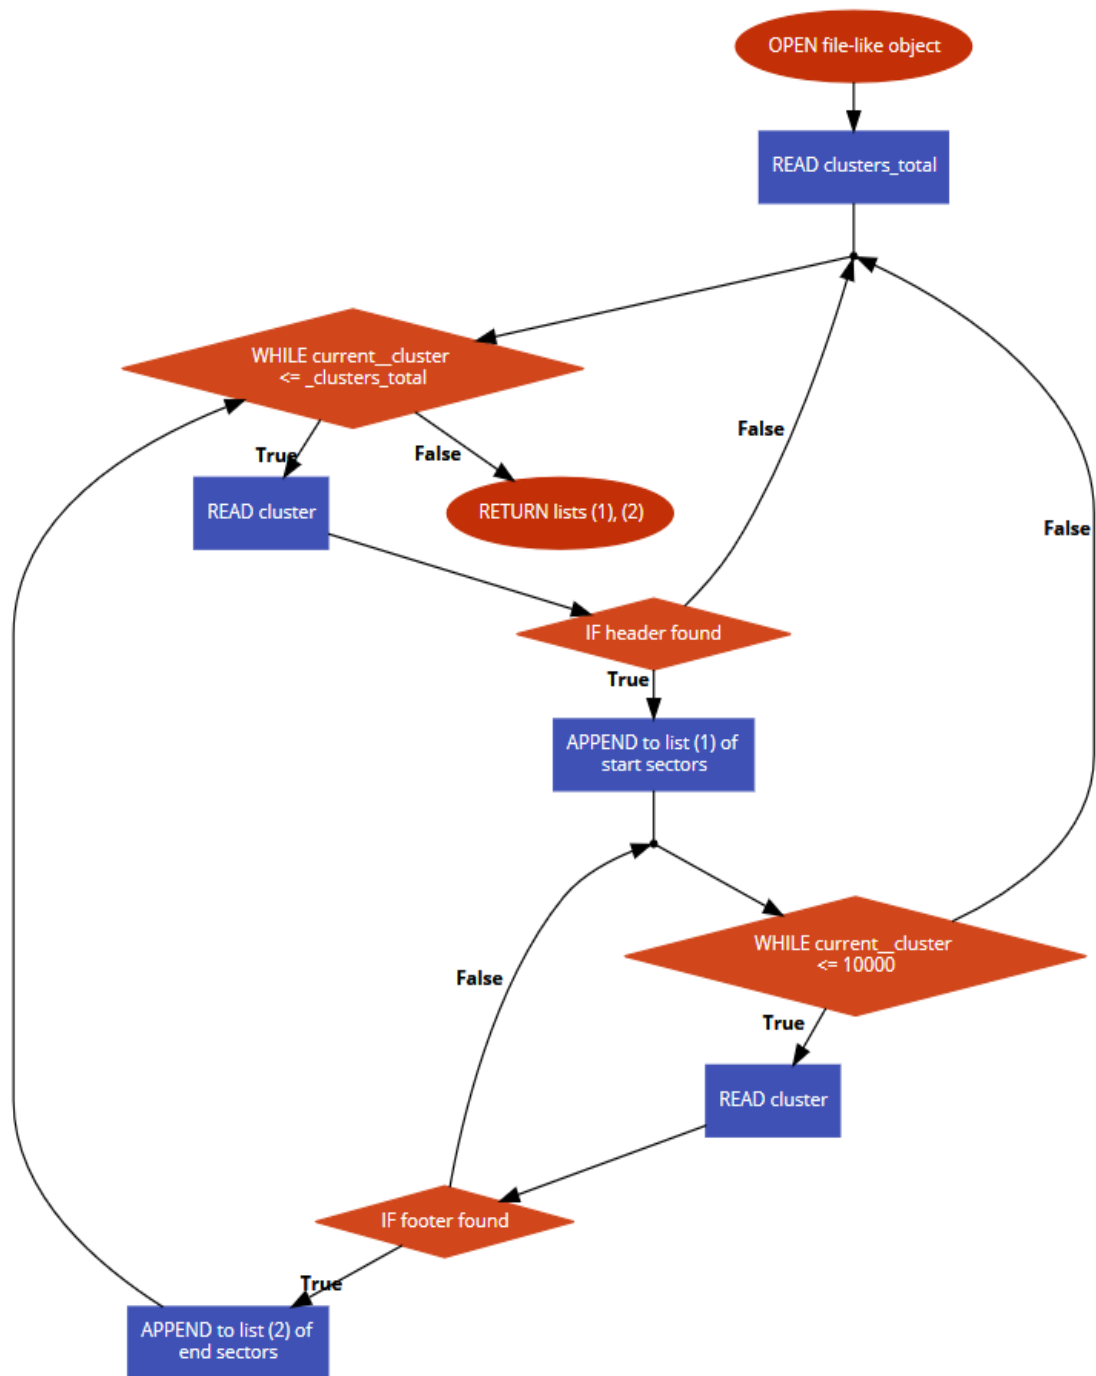 OPEN file-like object
READ clusters_total
WHILE current__cluster
<= _clusters_total
True
False
READ cluster
RETURN lists (1), (2)
False
False
IF header found
True
APPEND to list (1) of
start sectors
WHILE current__cluster
<= 10000
False
True
READ cluster
IF footer found
True
APPEND to list (2) of
end sectors